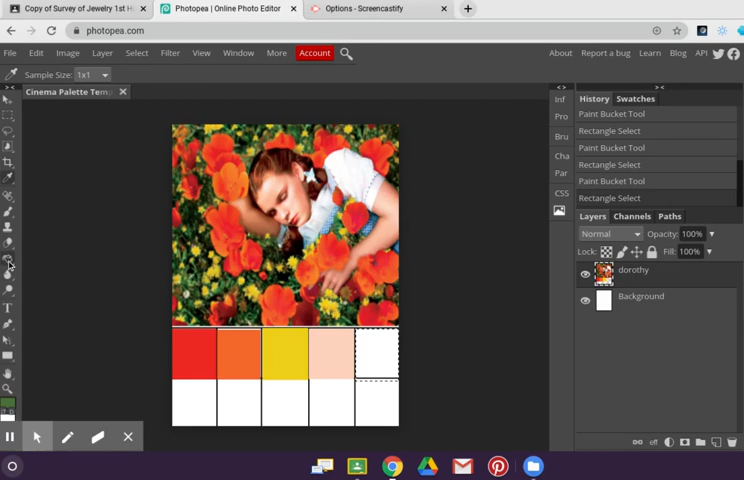 Copy of Survey of Jewelry 1st H
Photopea | Online Photo Editor
Options - Screencastify
photopea.com
File Edit Image Layer Select Filter View Window More Account
About Report a bug Learn Blog API
Sample Size: 1x1
Cinema Palette Temp
Inf
Pro
Bru
Cha
Par
CSS
History Swatches
Paint Bucket Tool
Rectangle Select
Paint Bucket Tool
Rectangle Select
Paint Bucket Tool
Rectangle Select
Layers Channels Paths
Normal Opacity: 100%
Lock: Fill: 100%
dorothy
Background
eff